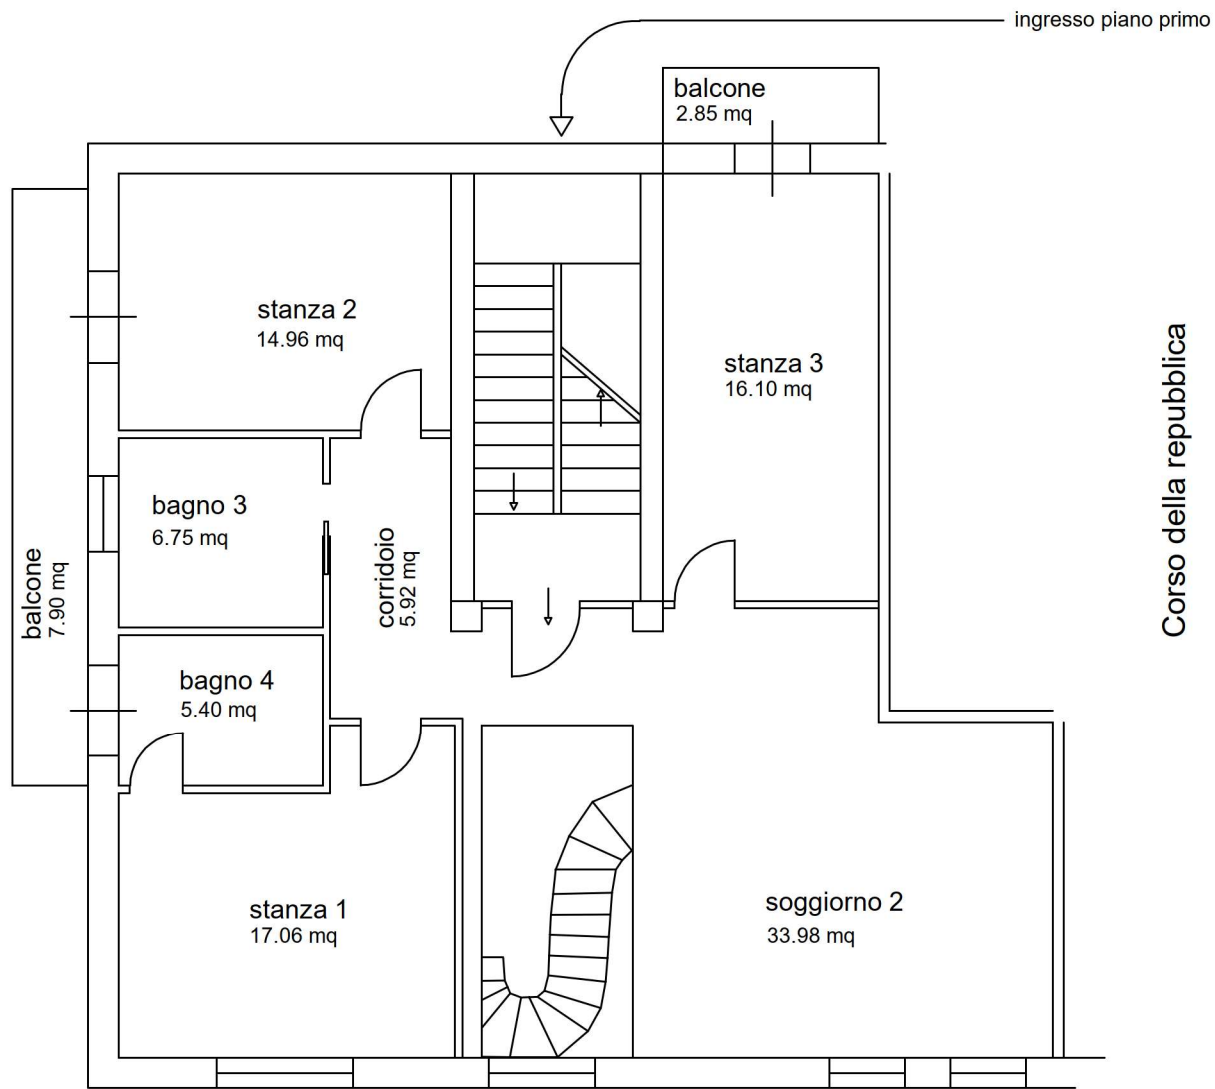 ingresso piano primo
balcone
2.85 mq
stanza 2
14.96 mq
stanza 3
16.10 mq
Corso della repubblica
bagno 3
6.75 mq
corridoio
5.92 mq
balcone
7.90 mq
bagno 4
5.40 mq
stanza 1
17.06 mq
soggiorno 2
33.98 mq